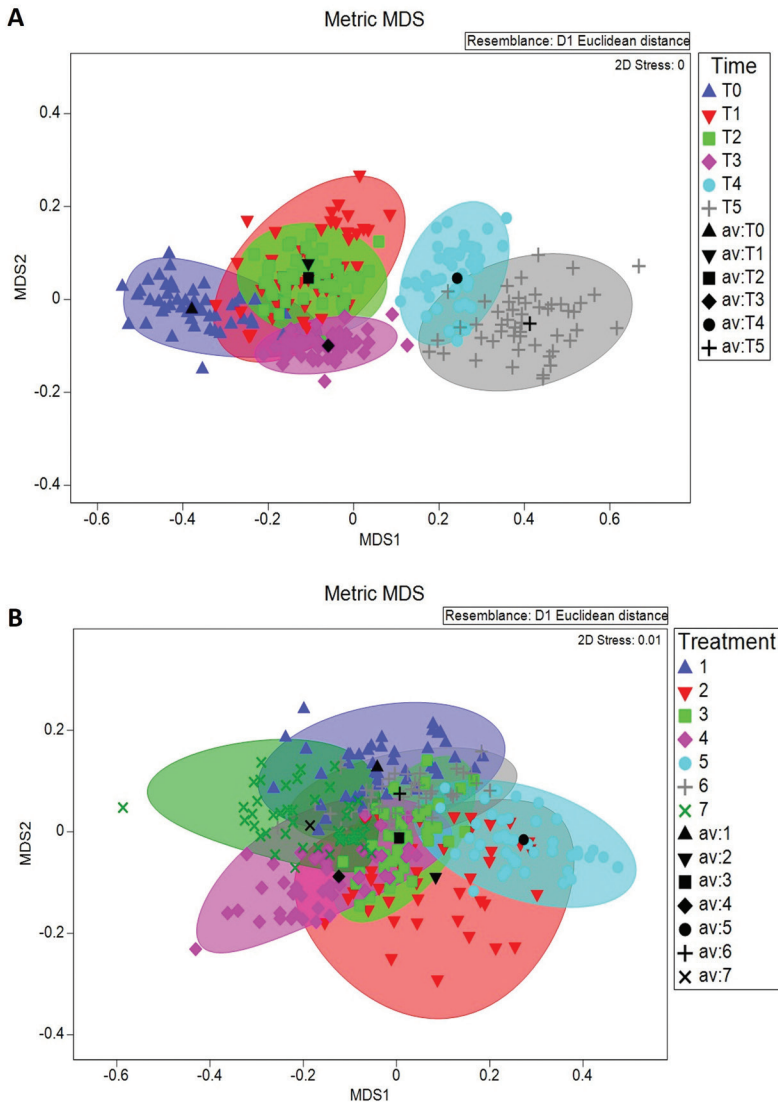 A
Metric MDS
Resemblance: D1 Euclidean distance
2D Stress: 0
0.4
0.2
0
-0.2
-0.4
MDS2
-0.6
-0.4
-0.2
0
0.2
0.4
0.6
MDS1
Time
T0
T1
T2
T3
T4
T5
av:T0
av:T1
av:T2
av:T3
av:T4
av:T5
B
Metric MDS
Resemblance: D1 Euclidean distance
2D Stress: 0.01
0.2
0
-0.2
-0.4
MDS2
-0.6
-0.4
-0.2
0
0.2
0.4
MDS1
Treatment
1
2
3
4
5
6
7
av:1
av:2
av:3
av:4
av:5
av:6
av:7